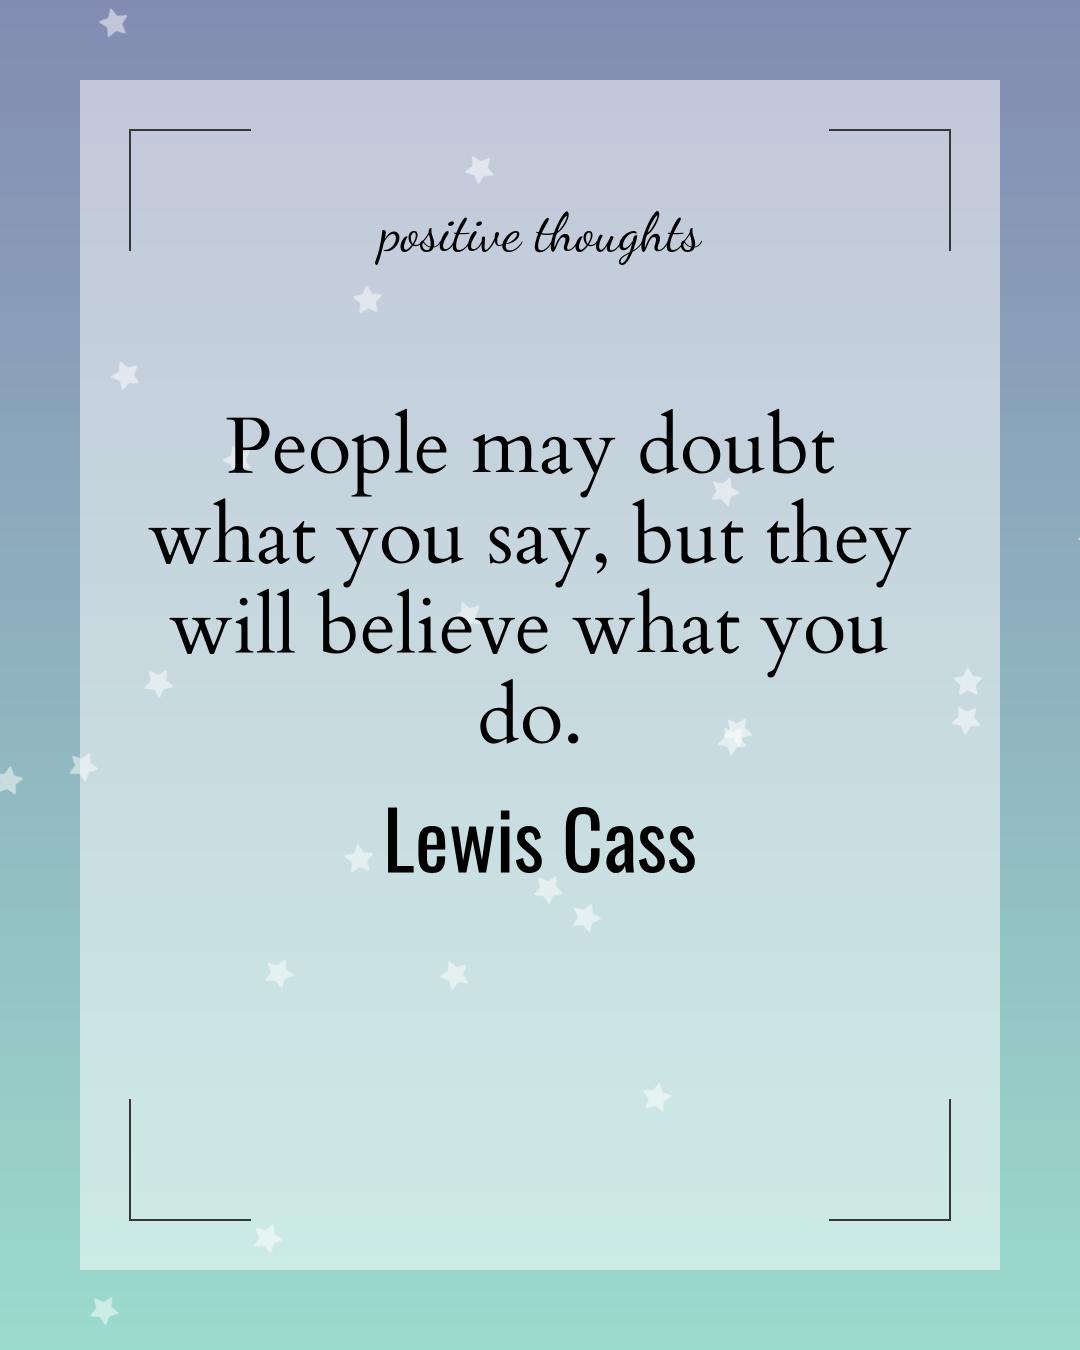 positive thoughts
People may doubt
what you say, but they
will believe what you
do.
Lewis Cass